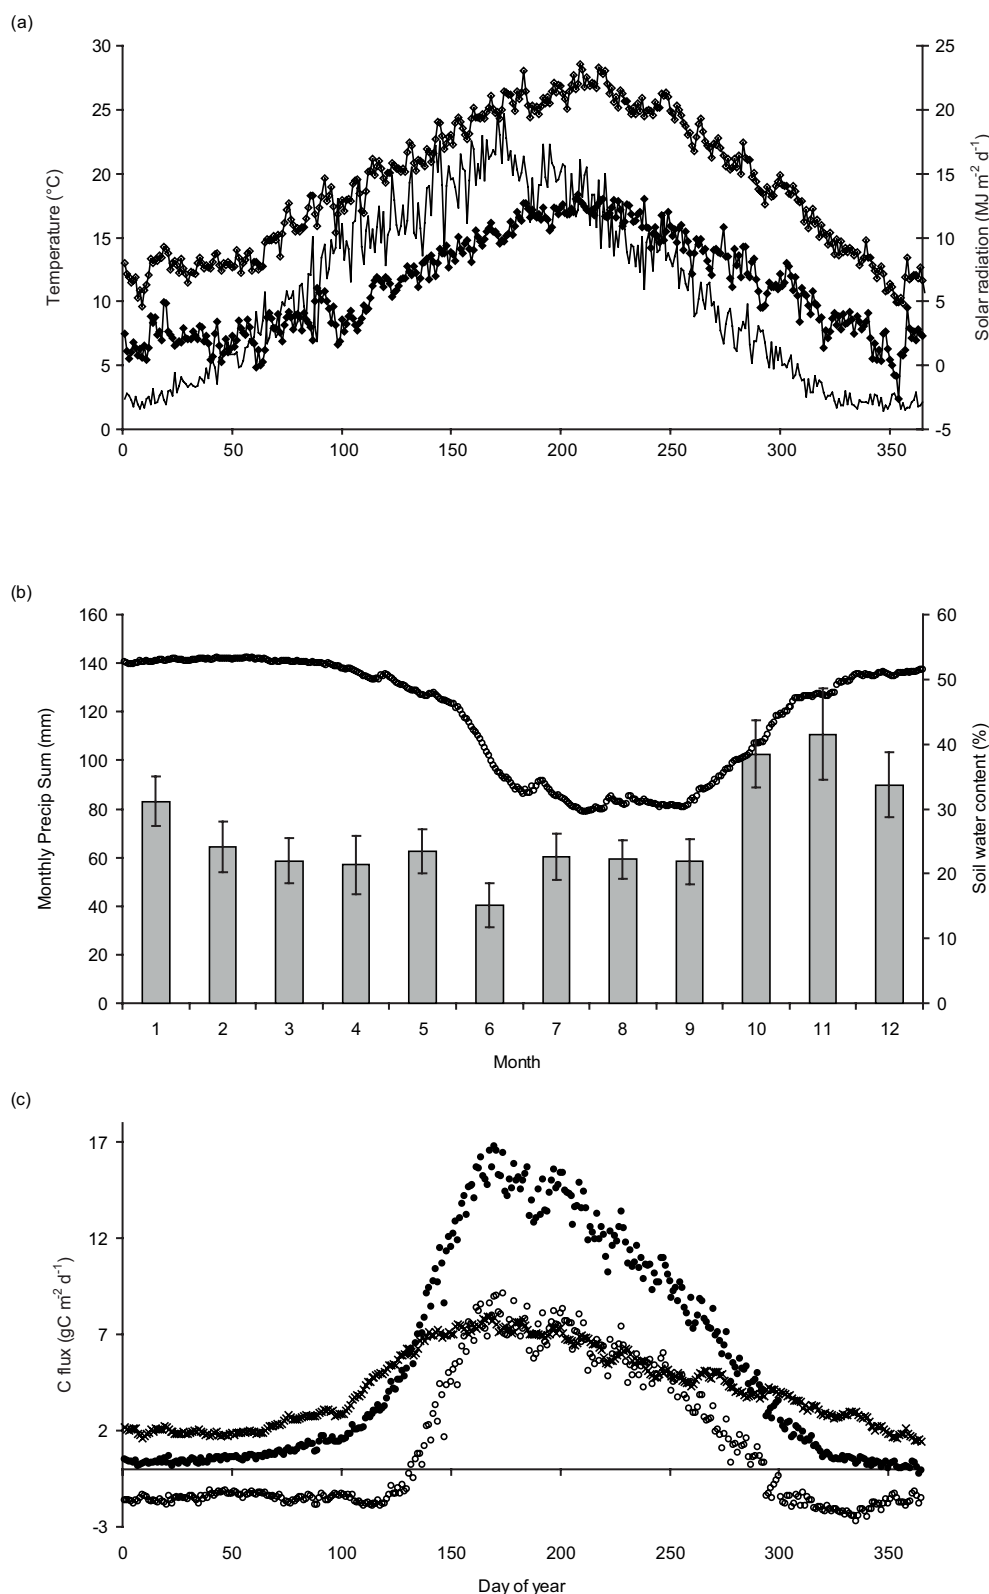 (a)
30
25
20
15
10
5
0
Temperature (°C)
25
20
15
10
5
0
-5
Solar radiation (MJ m-2 d-1)
0 50 100 150 200 250 300 350
(b)
160
140
120
100
80
60
40
20
0
Monthly Precip Sum (mm)
60
50
40
30
20
10
0
Soil water content (%)
1 2 3 4 5 6 7 8 9 10 11 12
Month
(c)
17
12
7
2
-3
C flux (gC m-2 d-1)
0 50 100 150 200 250 300 350
Day of year